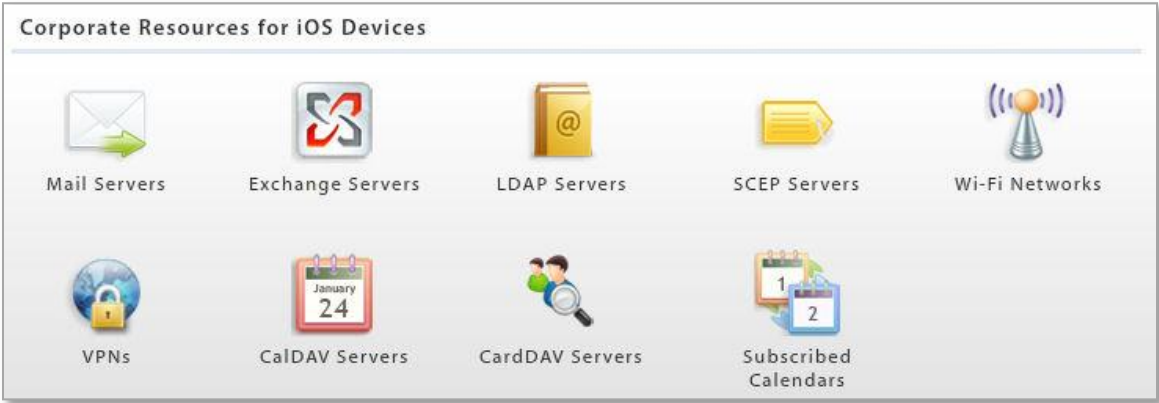 Corporate Resources for iOS Devices
@
Mail Servers
Exchange Servers
LDAP Servers
SCEP Servers
Wi-Fi Networks
January
24
1
2
VPNs
CalDAV Servers
CardDAV Servers
Subscribed
Calendars